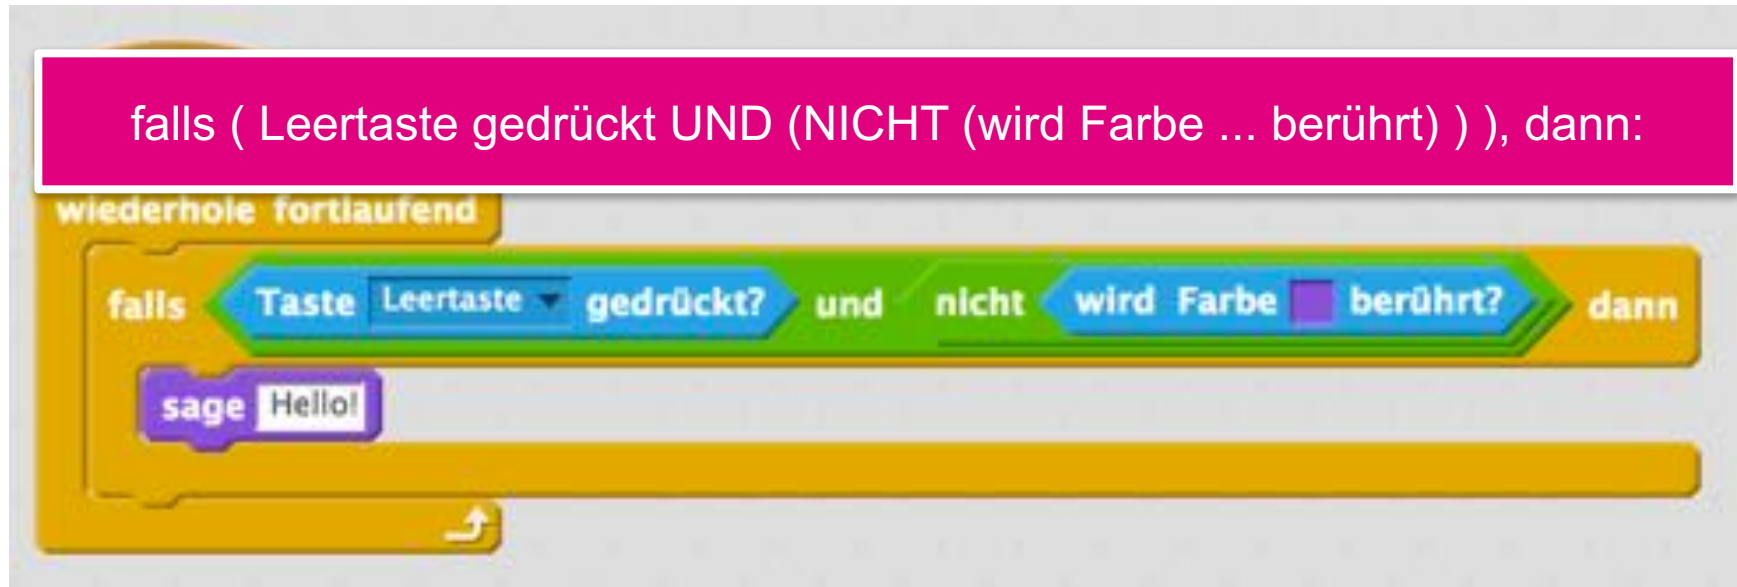 falls ( Leertaste gedrückt UND (NICHT (wird Farbe ... berührt) ) ), dann:
wiederhole fortlaufend
falls Taste Leertaste gedrückt? und nicht wird Farbe berührt? dann
sage Hello!